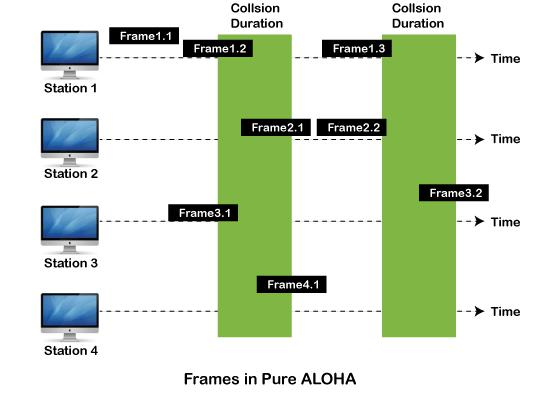 Collsion
Duration
Collsion
Duration
Frame1.1
Frame1.2
Frame1.3
Time
Station 1
Frame2.1
Frame2.2
Time
Station 2
Frame3.2
Frame3.1
Time
Station 3
Frame4.1
Time
Station 4
Frames in Pure ALOHA